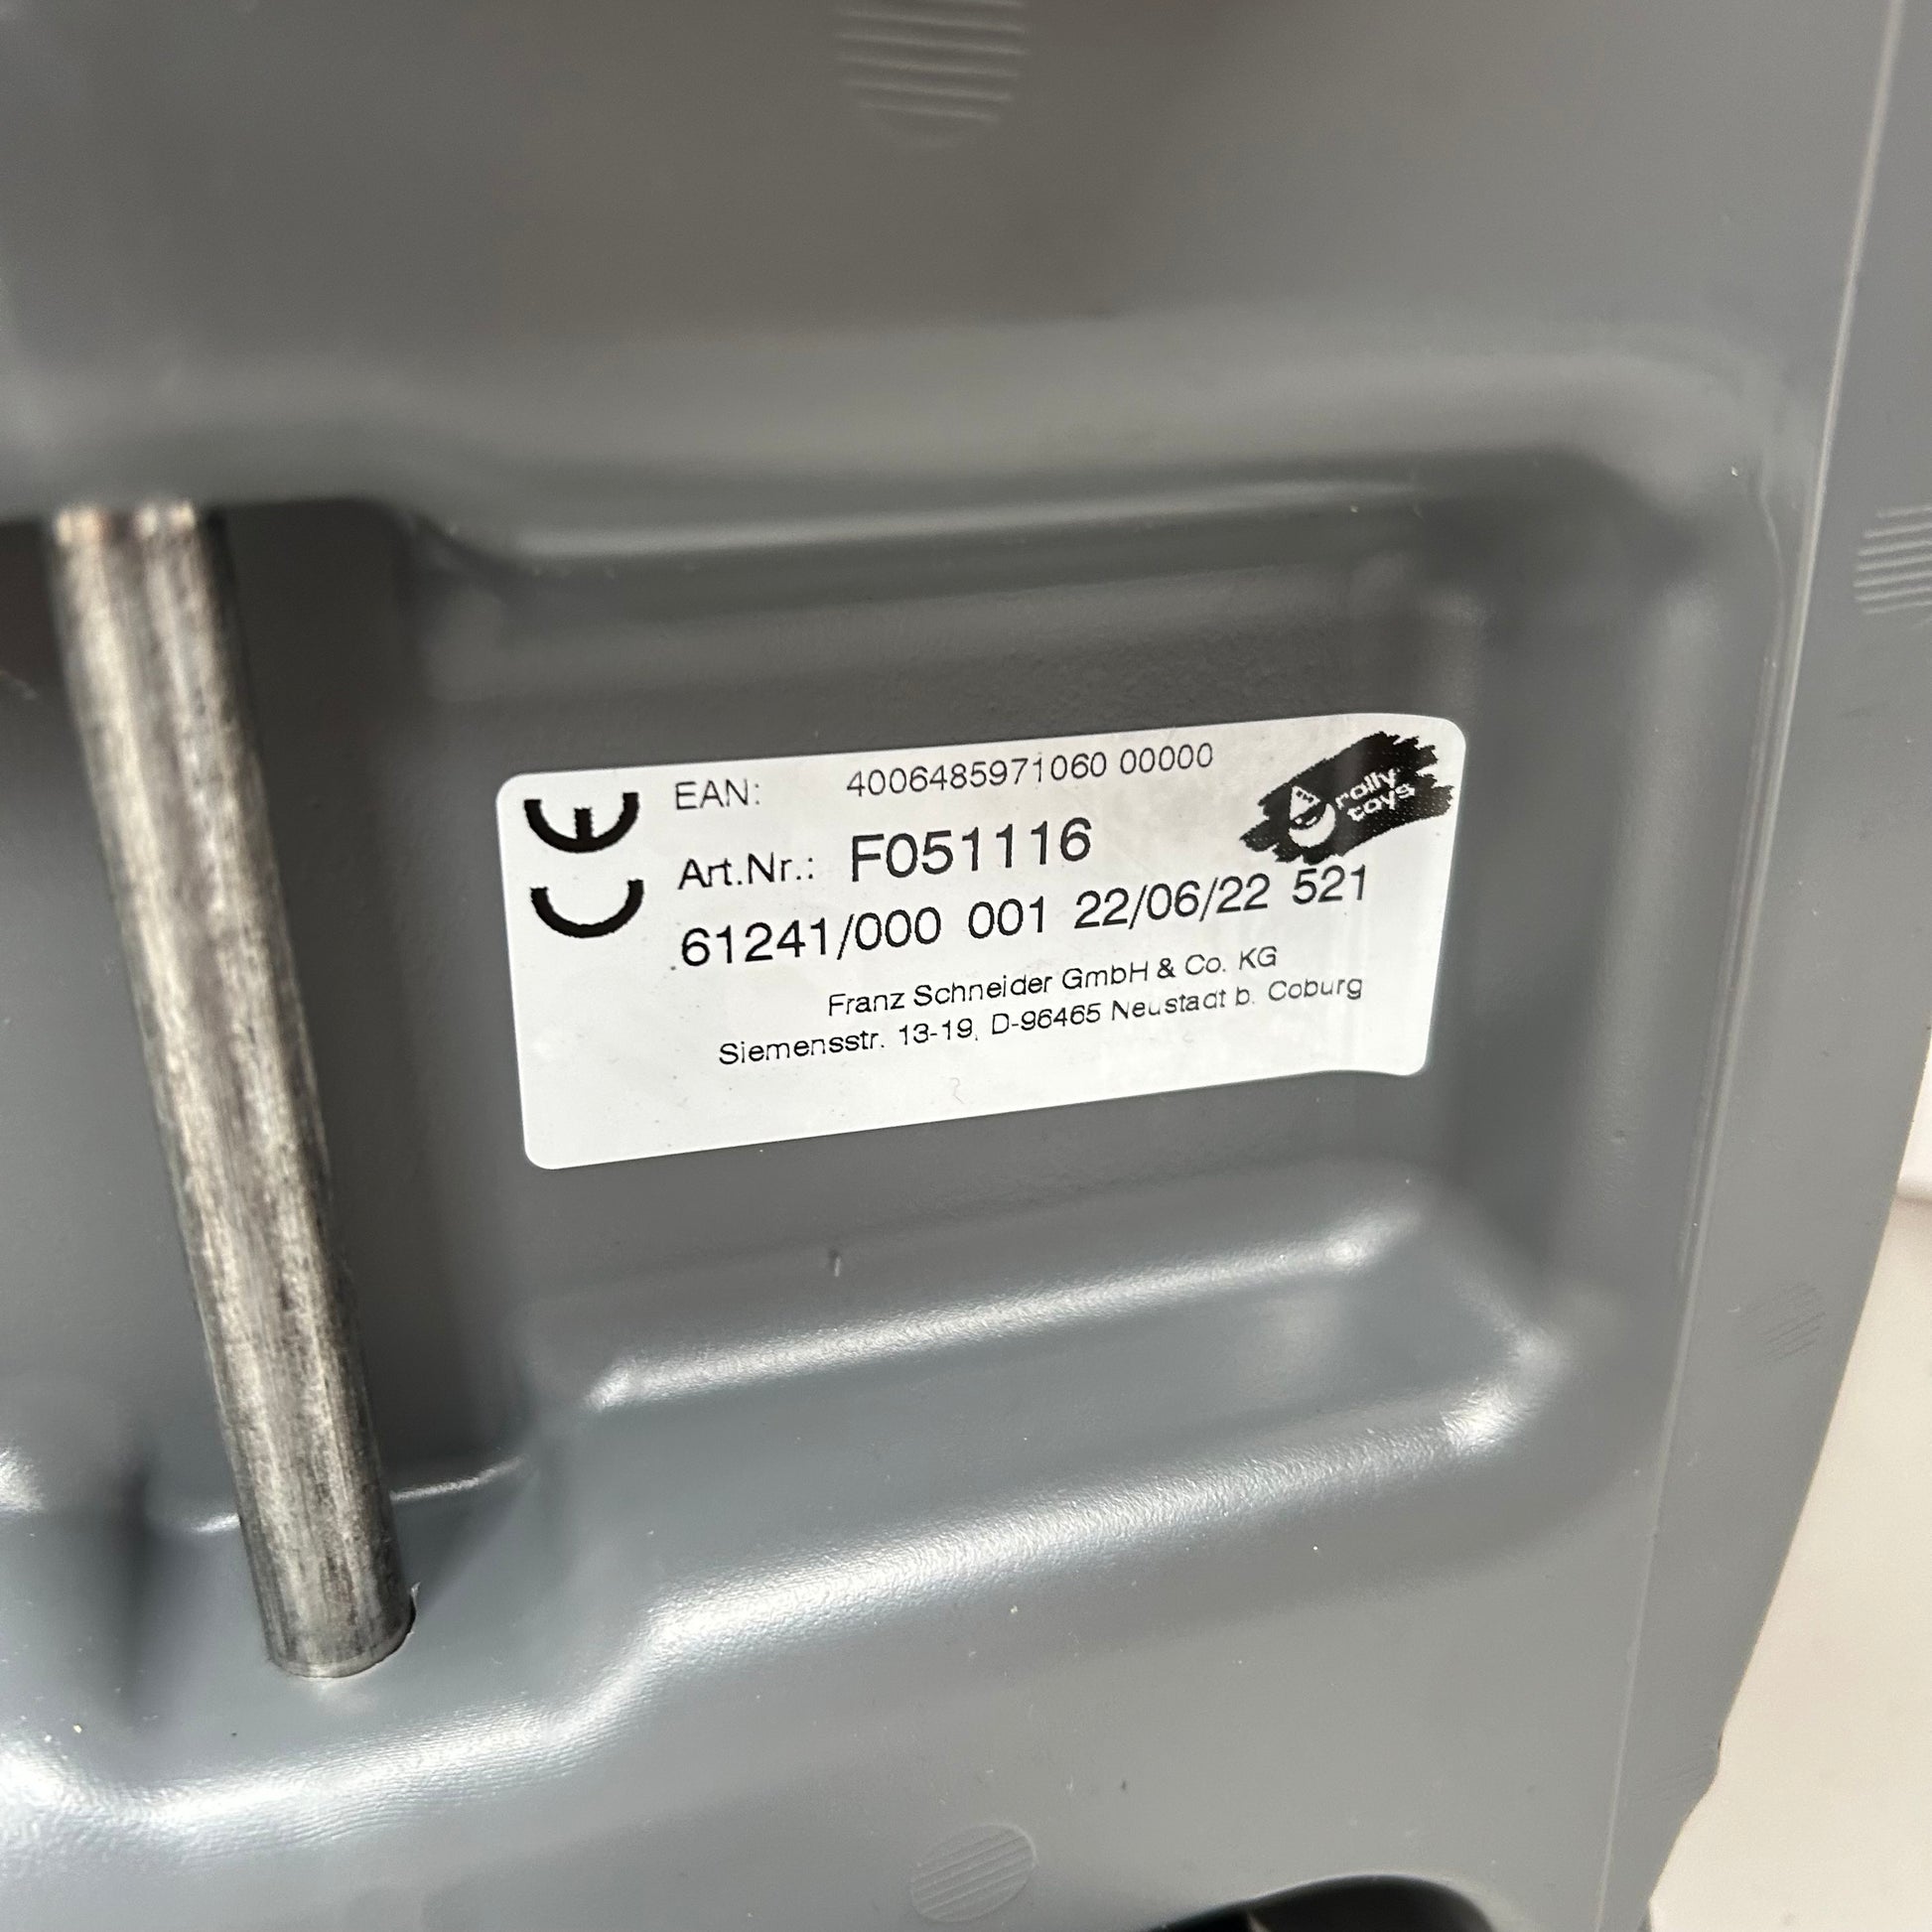 CE
EAN: 4006485971060 00000
rolly
toys
Art.Nr.: F051116
61241/000 001 22/06/22 521
Franz Schneider GmbH & Co. KG
Siemensstr. 13-19, D-96465 Neustadt b. Coburg